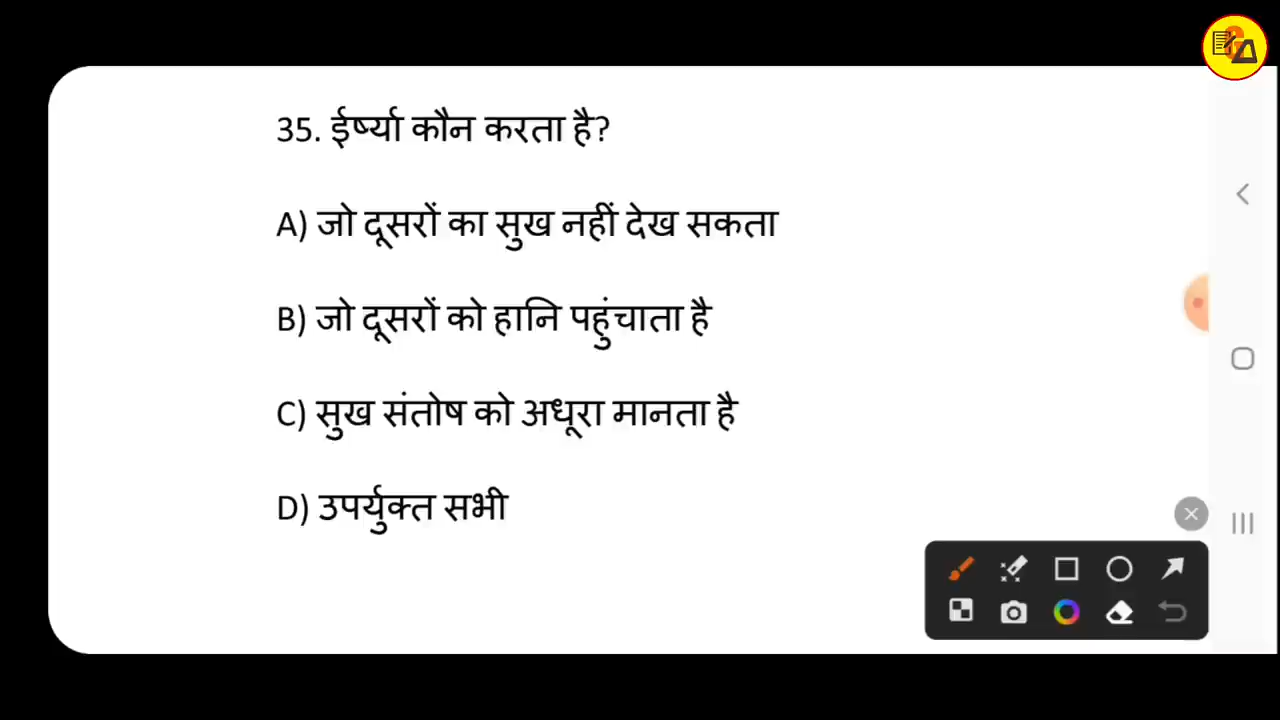 35. ईर्ष्या कौन करता है?
A) जो दूसरों का सुख नहीं देख सकता
B) जो दूसरों को हानि पहुंचाता है
C) सुख संतोष को अधूरा मानता है
D) उपर्युक्त सभी